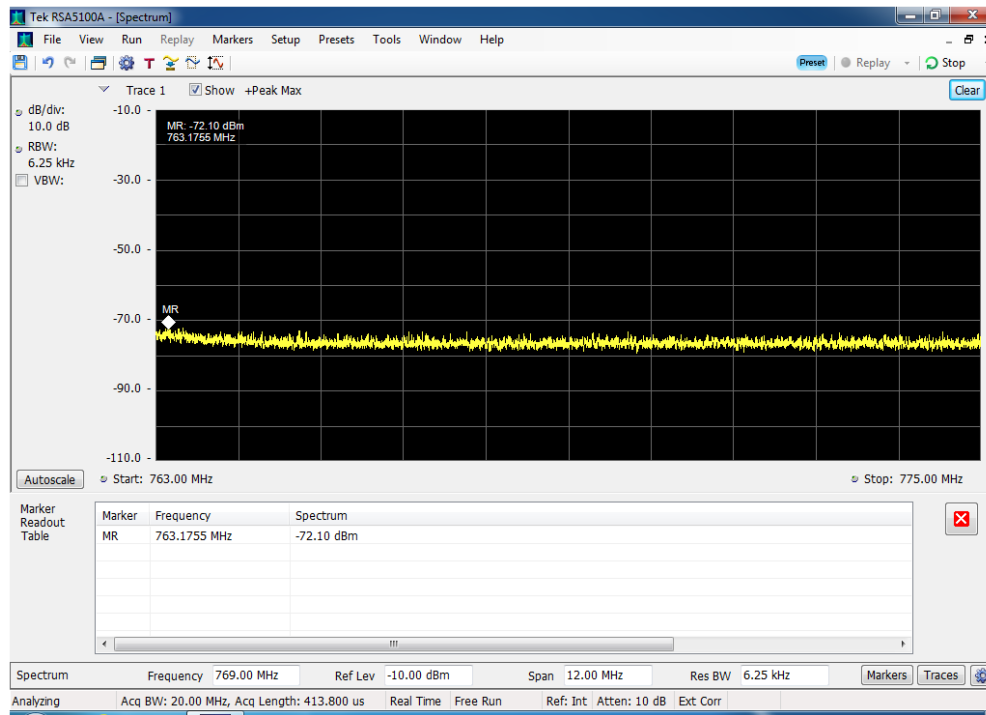 Tek RSA5100A - [Spectrum]
File View Run Replay Markers Setup Presets Tools Window Help
T Preset Replay Stop
Trace 1 Show +Peak Max Clear
dB/div:
10.0 dB
RBW:
6.25 kHz
VBW:
-10.0
MR: -72.10 dBm
763.1755 MHz
-30.0
-50.0
MR
-70.0
-90.0
-110.0
Autoscale Start: 763.00 MHz Stop: 775.00 MHz
Marker
Readout
Table
Marker Frequency Spectrum
MR 763.1755 MHz -72.10 dBm
Spectrum Frequency 769.00 MHz Ref Lev -10.00 dBm Span 12.00 MHz Res BW 6.25 kHz Markers Traces
Analyzing Acq BW: 20.00 MHz, Acq Length: 413.800 us Real Time Free Run Ref: Int Atten: 10 dB Ext Corr